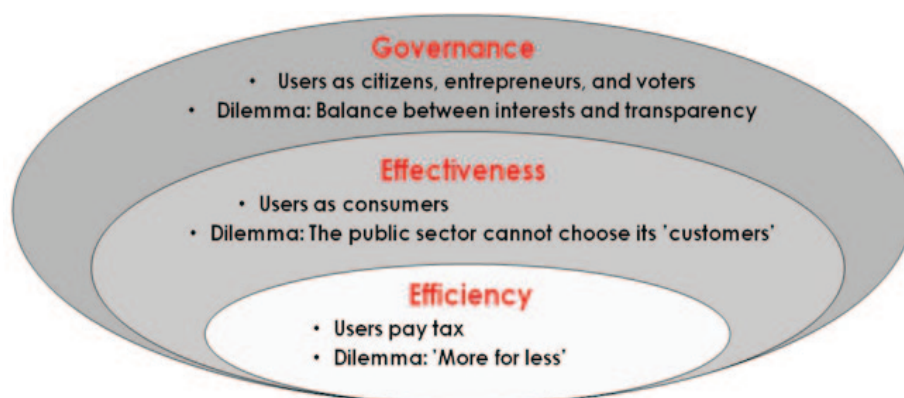 Governance
• Users as citizens, entrepreneurs, and voters
• Dilemma: Balance between interests and transparency
Effectiveness
• Users as consumers
• Dilemma: The public sector cannot choose its 'customers'
Efficiency
• Users pay tax
• Dilemma: 'More for less'